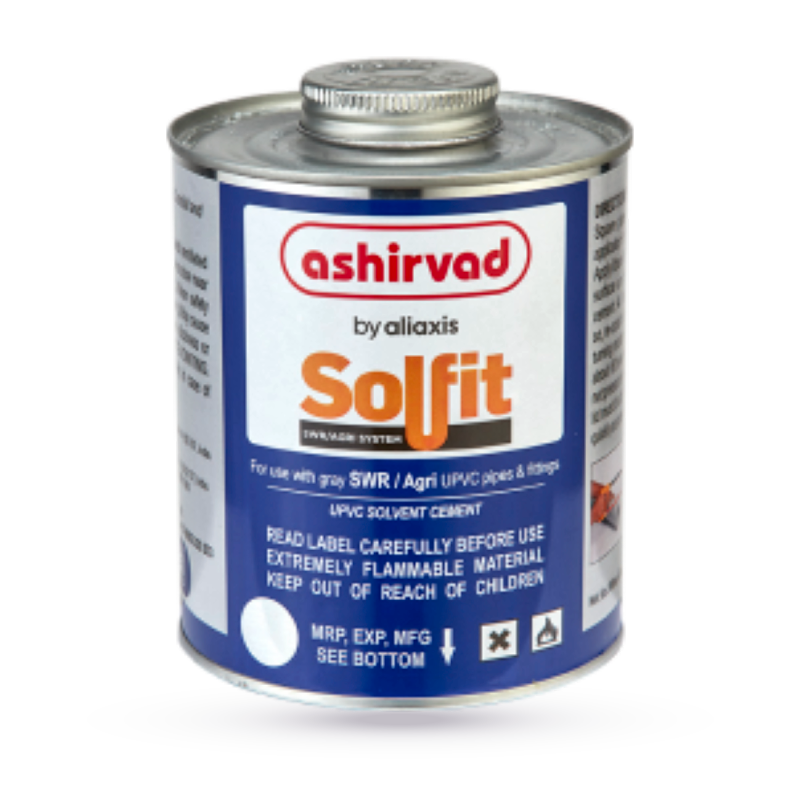 ashirvad
by aliaxis
Solfit
SWR/AGRI SYSTEM
For use with gray SWR / Agri UPVC pipes & fittings
UPVC SOLVENT CEMENT
READ LABEL CAREFULLY BEFORE USE
EXTREMELY FLAMMABLE MATERIAL
KEEP OUT OF REACH OF CHILDREN
MRP, EXP, MFG
SEE BOTTOM